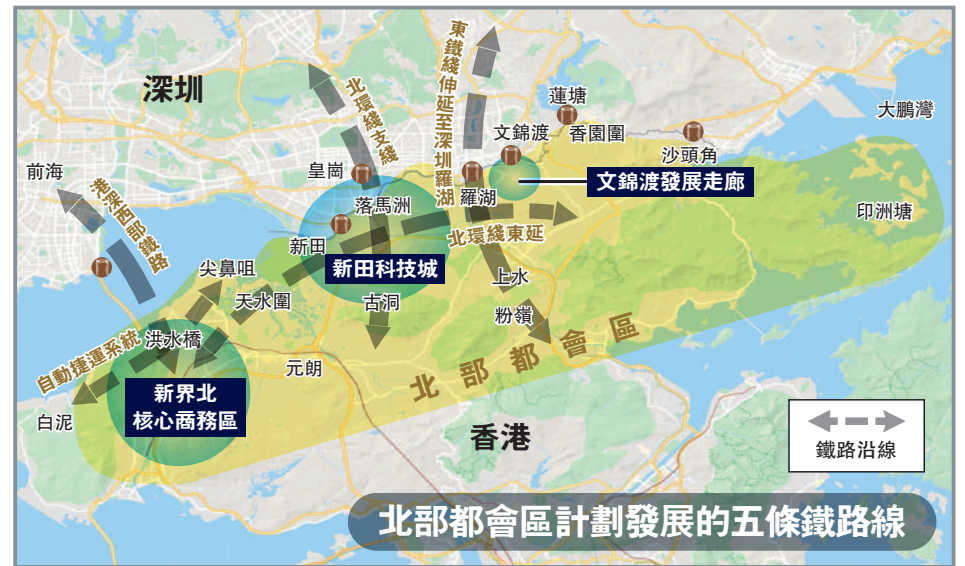 深圳
前海
港深西部鐵路
北環綫支綫
東鐵綫伸延至深圳羅湖
蓮塘
文錦渡
香園圍
沙頭角
大鵬灣
皇崗
落馬洲
羅湖
文錦渡發展走廊
印洲塘
新田
北環綫東延
新田科技城
尖鼻咀
天水圍
古洞
上水
粉嶺
洪水橋
自動捷運系統
元朗
北部都會區
新界北
核心商務區
白泥
香港
鐵路沿線
北部都會區計劃發展的五條鐵路線